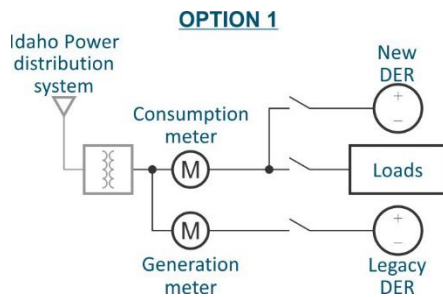 OPTION 1
Idaho Power
distribution
system
New
DER
Consumption
meter
+
−
M
Loads
M
+
−
Generation
meter
Legacy
DER